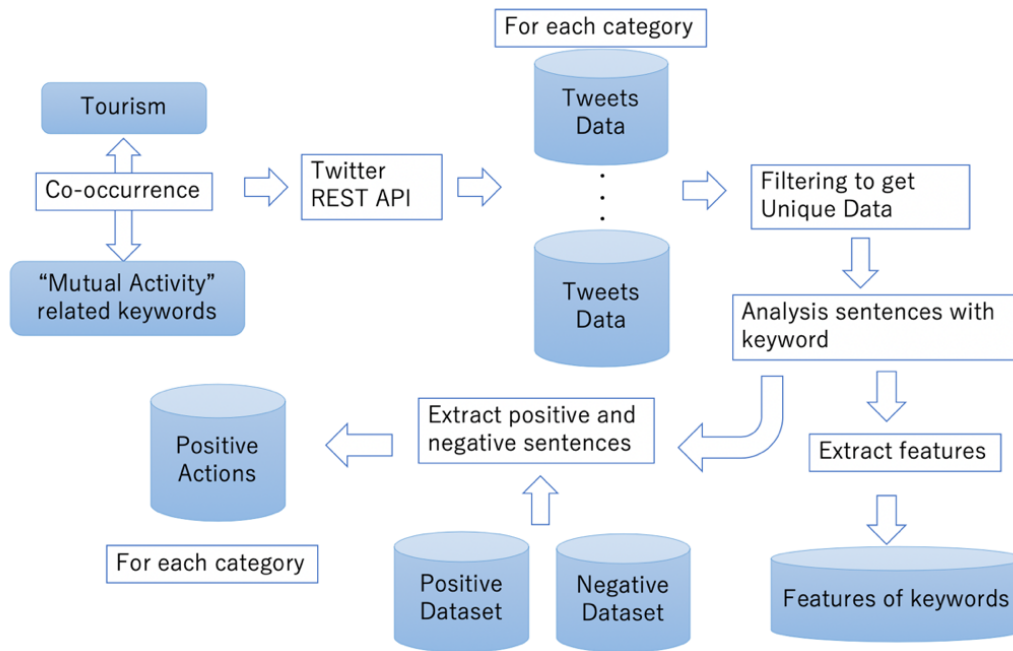 For each category
Tweets
Data
Tourism
Co-occurrence
Twitter
REST API
Filtering to get
Unique Data
“Mutual Activity”
related keywords
Tweets
Data
Analysis sentences with
keyword
Positive
Actions
Extract positive and
negative sentences
Extract features
For each category
Positive
Dataset
Negative
Dataset
Features of keywords